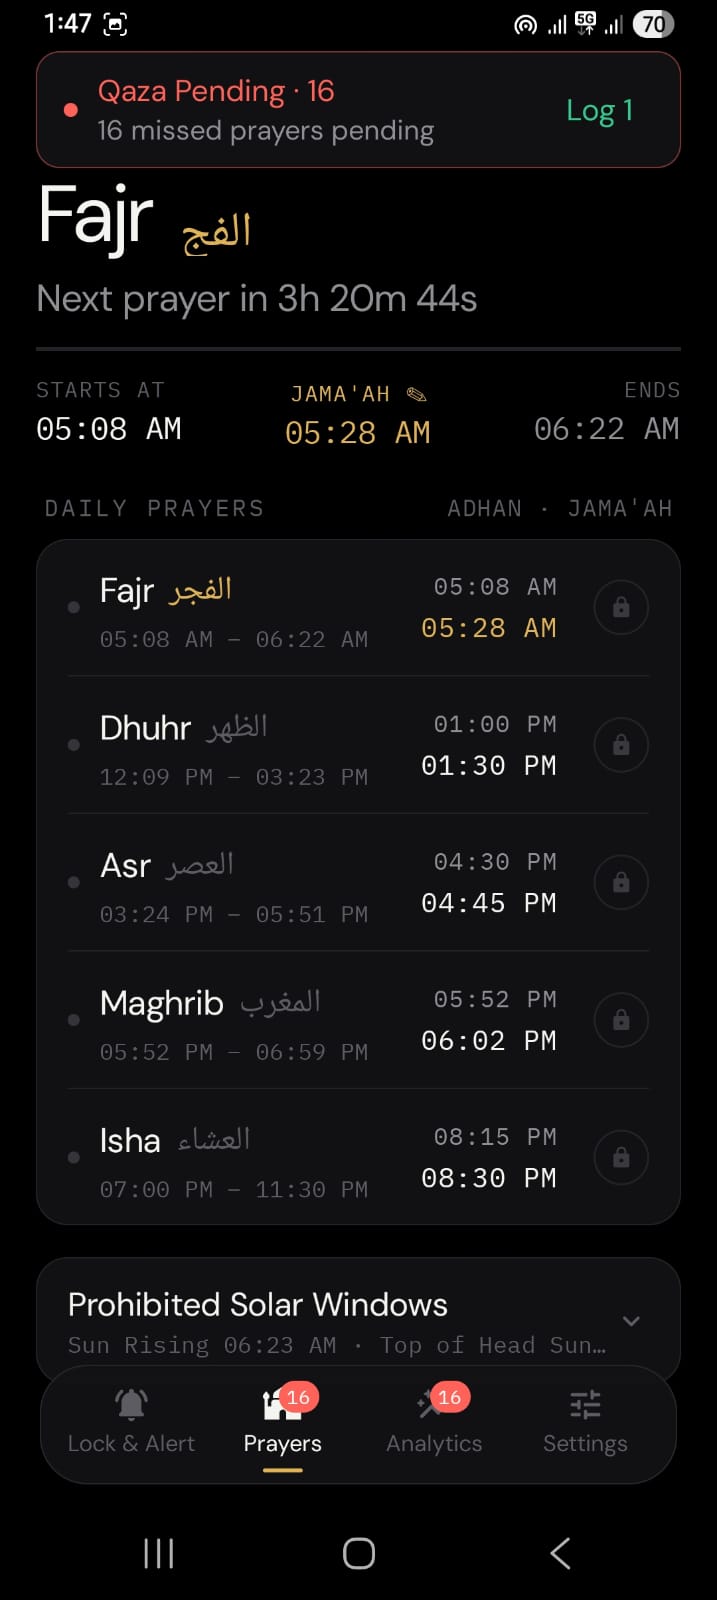 1:47
5G
70
Qaza Pending · 16
16 missed prayers pending
Log 1
Fajr الفج
Next prayer in 3h 20m 44s
STARTS AT JAMA'AH ✎ ENDS
05:08 AM 05:28 AM 06:22 AM
DAILY PRAYERS ADHAN · JAMA'AH
Fajr الفجر 05:08 AM
05:08 AM – 06:22 AM 05:28 AM
Dhuhr الظهر 01:00 PM
12:09 PM – 03:23 PM 01:30 PM
Asr العصر 04:30 PM
03:24 PM – 05:51 PM 04:45 PM
Maghrib المغرب 05:52 PM
05:52 PM – 06:59 PM 06:02 PM
Isha العشاء 08:15 PM
07:00 PM – 11:30 PM 08:30 PM
Prohibited Solar Windows
Sun Rising 06:23 AM · Top of Head Sun…
16 16
Lock & Alert Prayers Analytics Settings